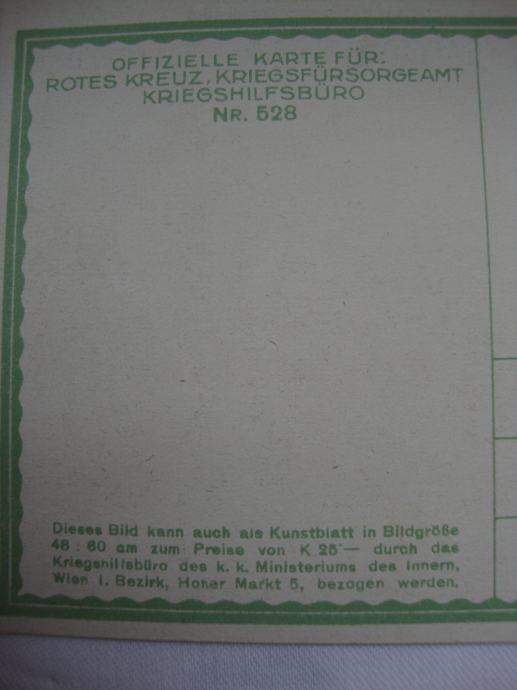 OFFIZIELLE KARTE FÜR:
ROTES KREUZ, KRIEGSFÜRSORGEAMT
KRIEGSHILFSBÜRO
NR. 528
Dieses Bild kann auch als Kunstblatt in Bildgröße
48 : 60 cm zum Preise von K 25·— durch das
Kriegshilfsbüro des k. k. Ministeriums des Innern,
Wien I. Bezirk, Hoher Markt 5, bezogen werden.